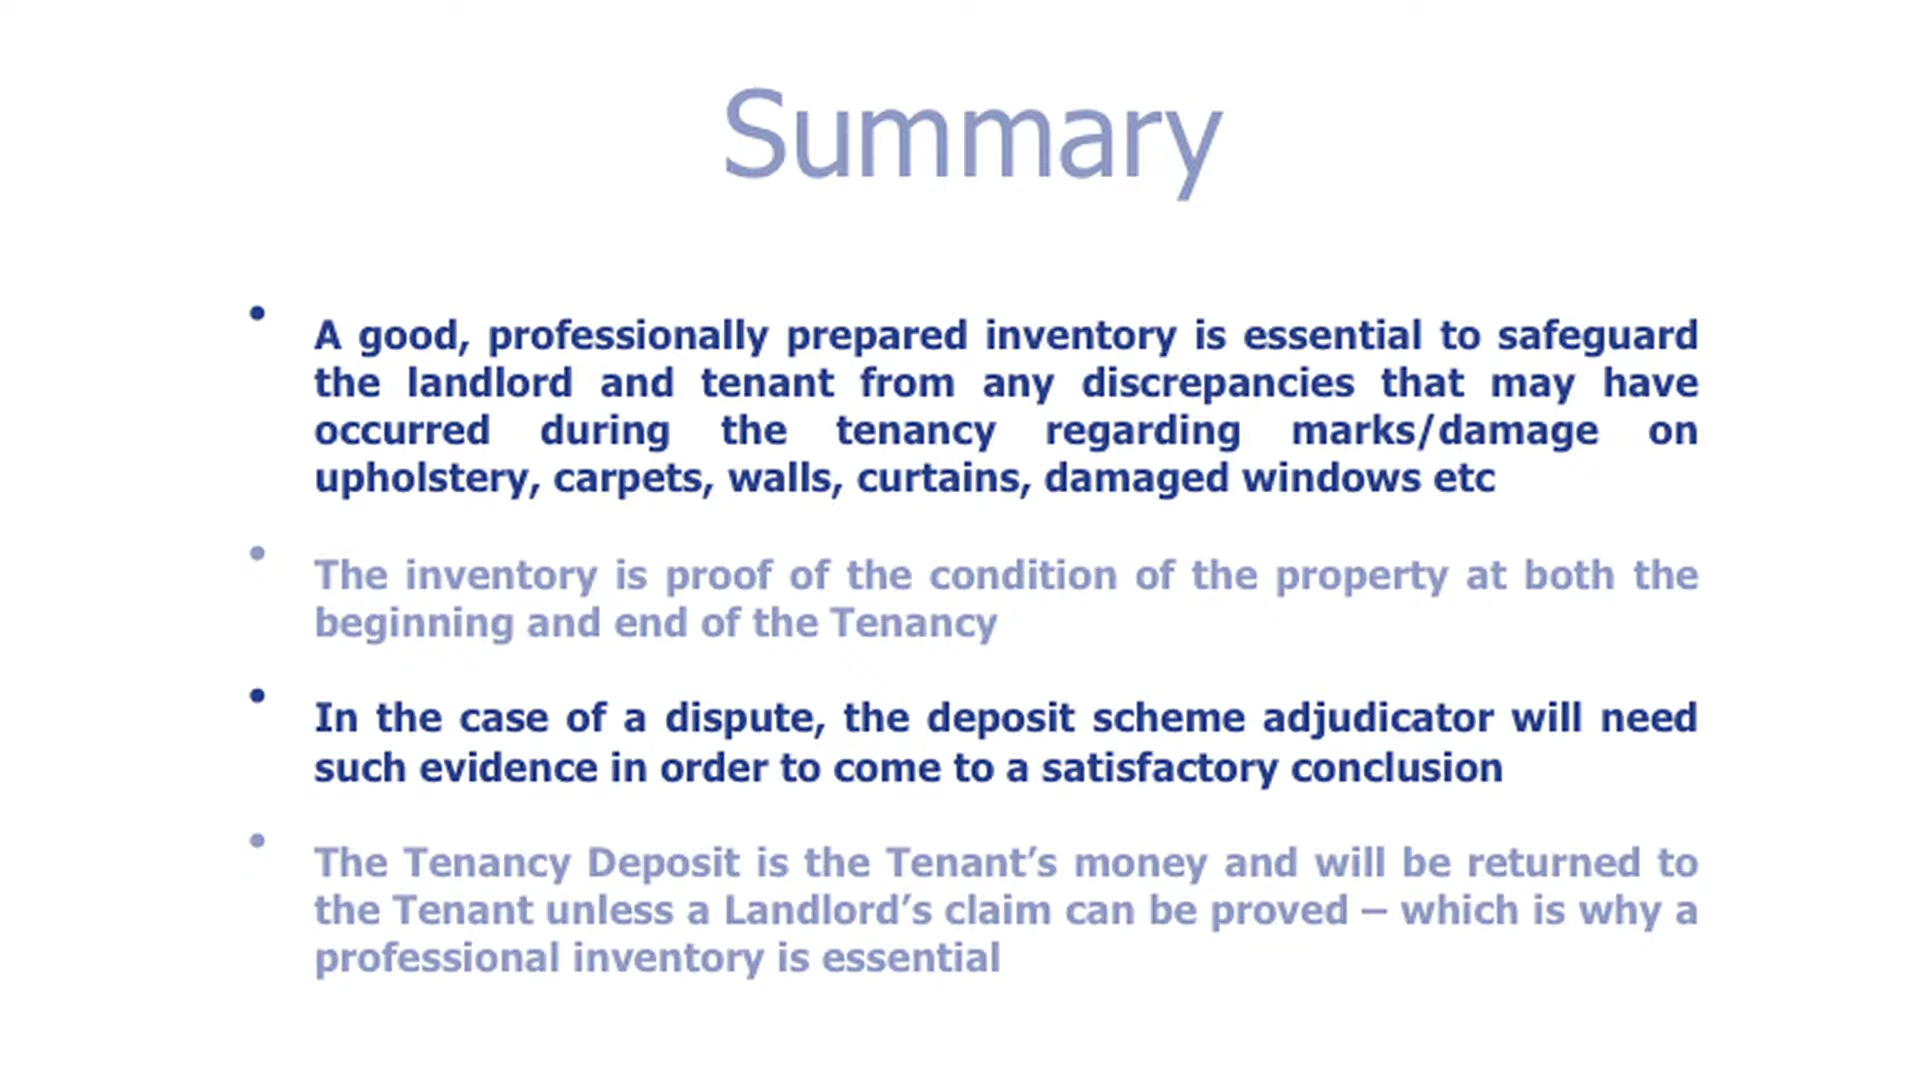 Summary
• A good, professionally prepared inventory is essential to safeguard
the landlord and tenant from any discrepancies that may have
occurred during the tenancy regarding marks/damage on
upholstery, carpets, walls, curtains, damaged windows etc
• The inventory is proof of the condition of the property at both the
beginning and end of the Tenancy
• In the case of a dispute, the deposit scheme adjudicator will need
such evidence in order to come to a satisfactory conclusion
• The Tenancy Deposit is the Tenant’s money and will be returned to
the Tenant unless a Landlord’s claim can be proved – which is why a
professional inventory is essential